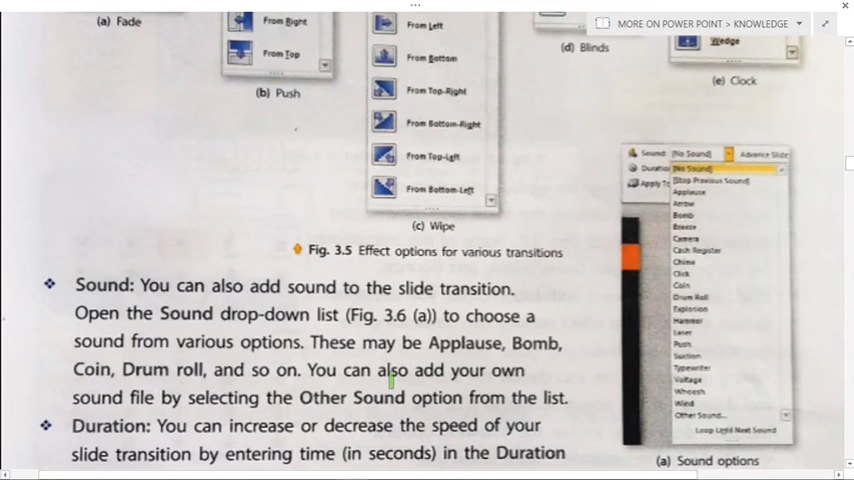 ...
MORE ON POWER POINT > KNOWLEDGE
(a) Fade
From Right
From Top
(b) Push
From Left
From Bottom
From Top-Right
From Bottom-Right
From Top-Left
From Bottom-Left
(c) Wipe
(d) Blinds
Wedge
(e) Clock
Fig. 3.5 Effect options for various transitions
Sound: [No Sound] Advance Slide
Duration
Apply To
[No Sound]
[Stop Previous Sound]
Applause
Arrow
Bomb
Breeze
Camera
Cash Register
Chime
Click
Coin
Drum Roll
Explosion
Hammer
Laser
Push
Suction
Typewriter
Voltage
Whoosh
Wind
Other Sound...
Loop Until Next Sound
(a) Sound options
Sound: You can also add sound to the slide transition.
Open the Sound drop-down list (Fig. 3.6 (a)) to choose a
sound from various options. These may be Applause, Bomb,
Coin, Drum roll, and so on. You can also add your own
sound file by selecting the Other Sound option from the list.
Duration: You can increase or decrease the speed of your
slide transition by entering time (in seconds) in the Duration